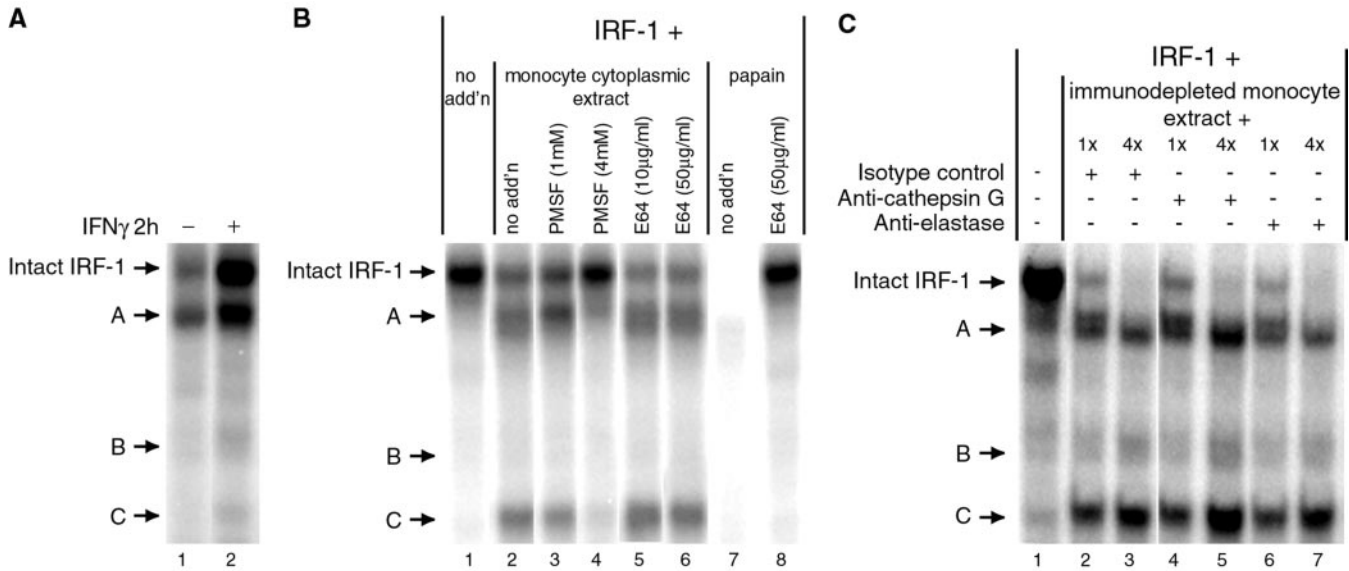 A
IFNγ 2h
– +
Intact IRF-1
A
B
C
1 2
B
IRF-1 +
no add'n
monocyte cytoplasmic extract
papain
no add'n
PMSF (1mM)
PMSF (4mM)
E64 (10μg/ml)
E64 (50μg/ml)
no add'n
E64 (50μg/ml)
Intact IRF-1
A
B
C
1 2 3 4 5 6 7 8
C
IRF-1 +
immunodepleted monocyte extract +
1x 4x 1x 4x 1x 4x
Isotype control - + + - - - -
Anti-cathepsin G - - - + + - -
Anti-elastase - - - - - + +
Intact IRF-1
A
B
C
1 2 3 4 5 6 7